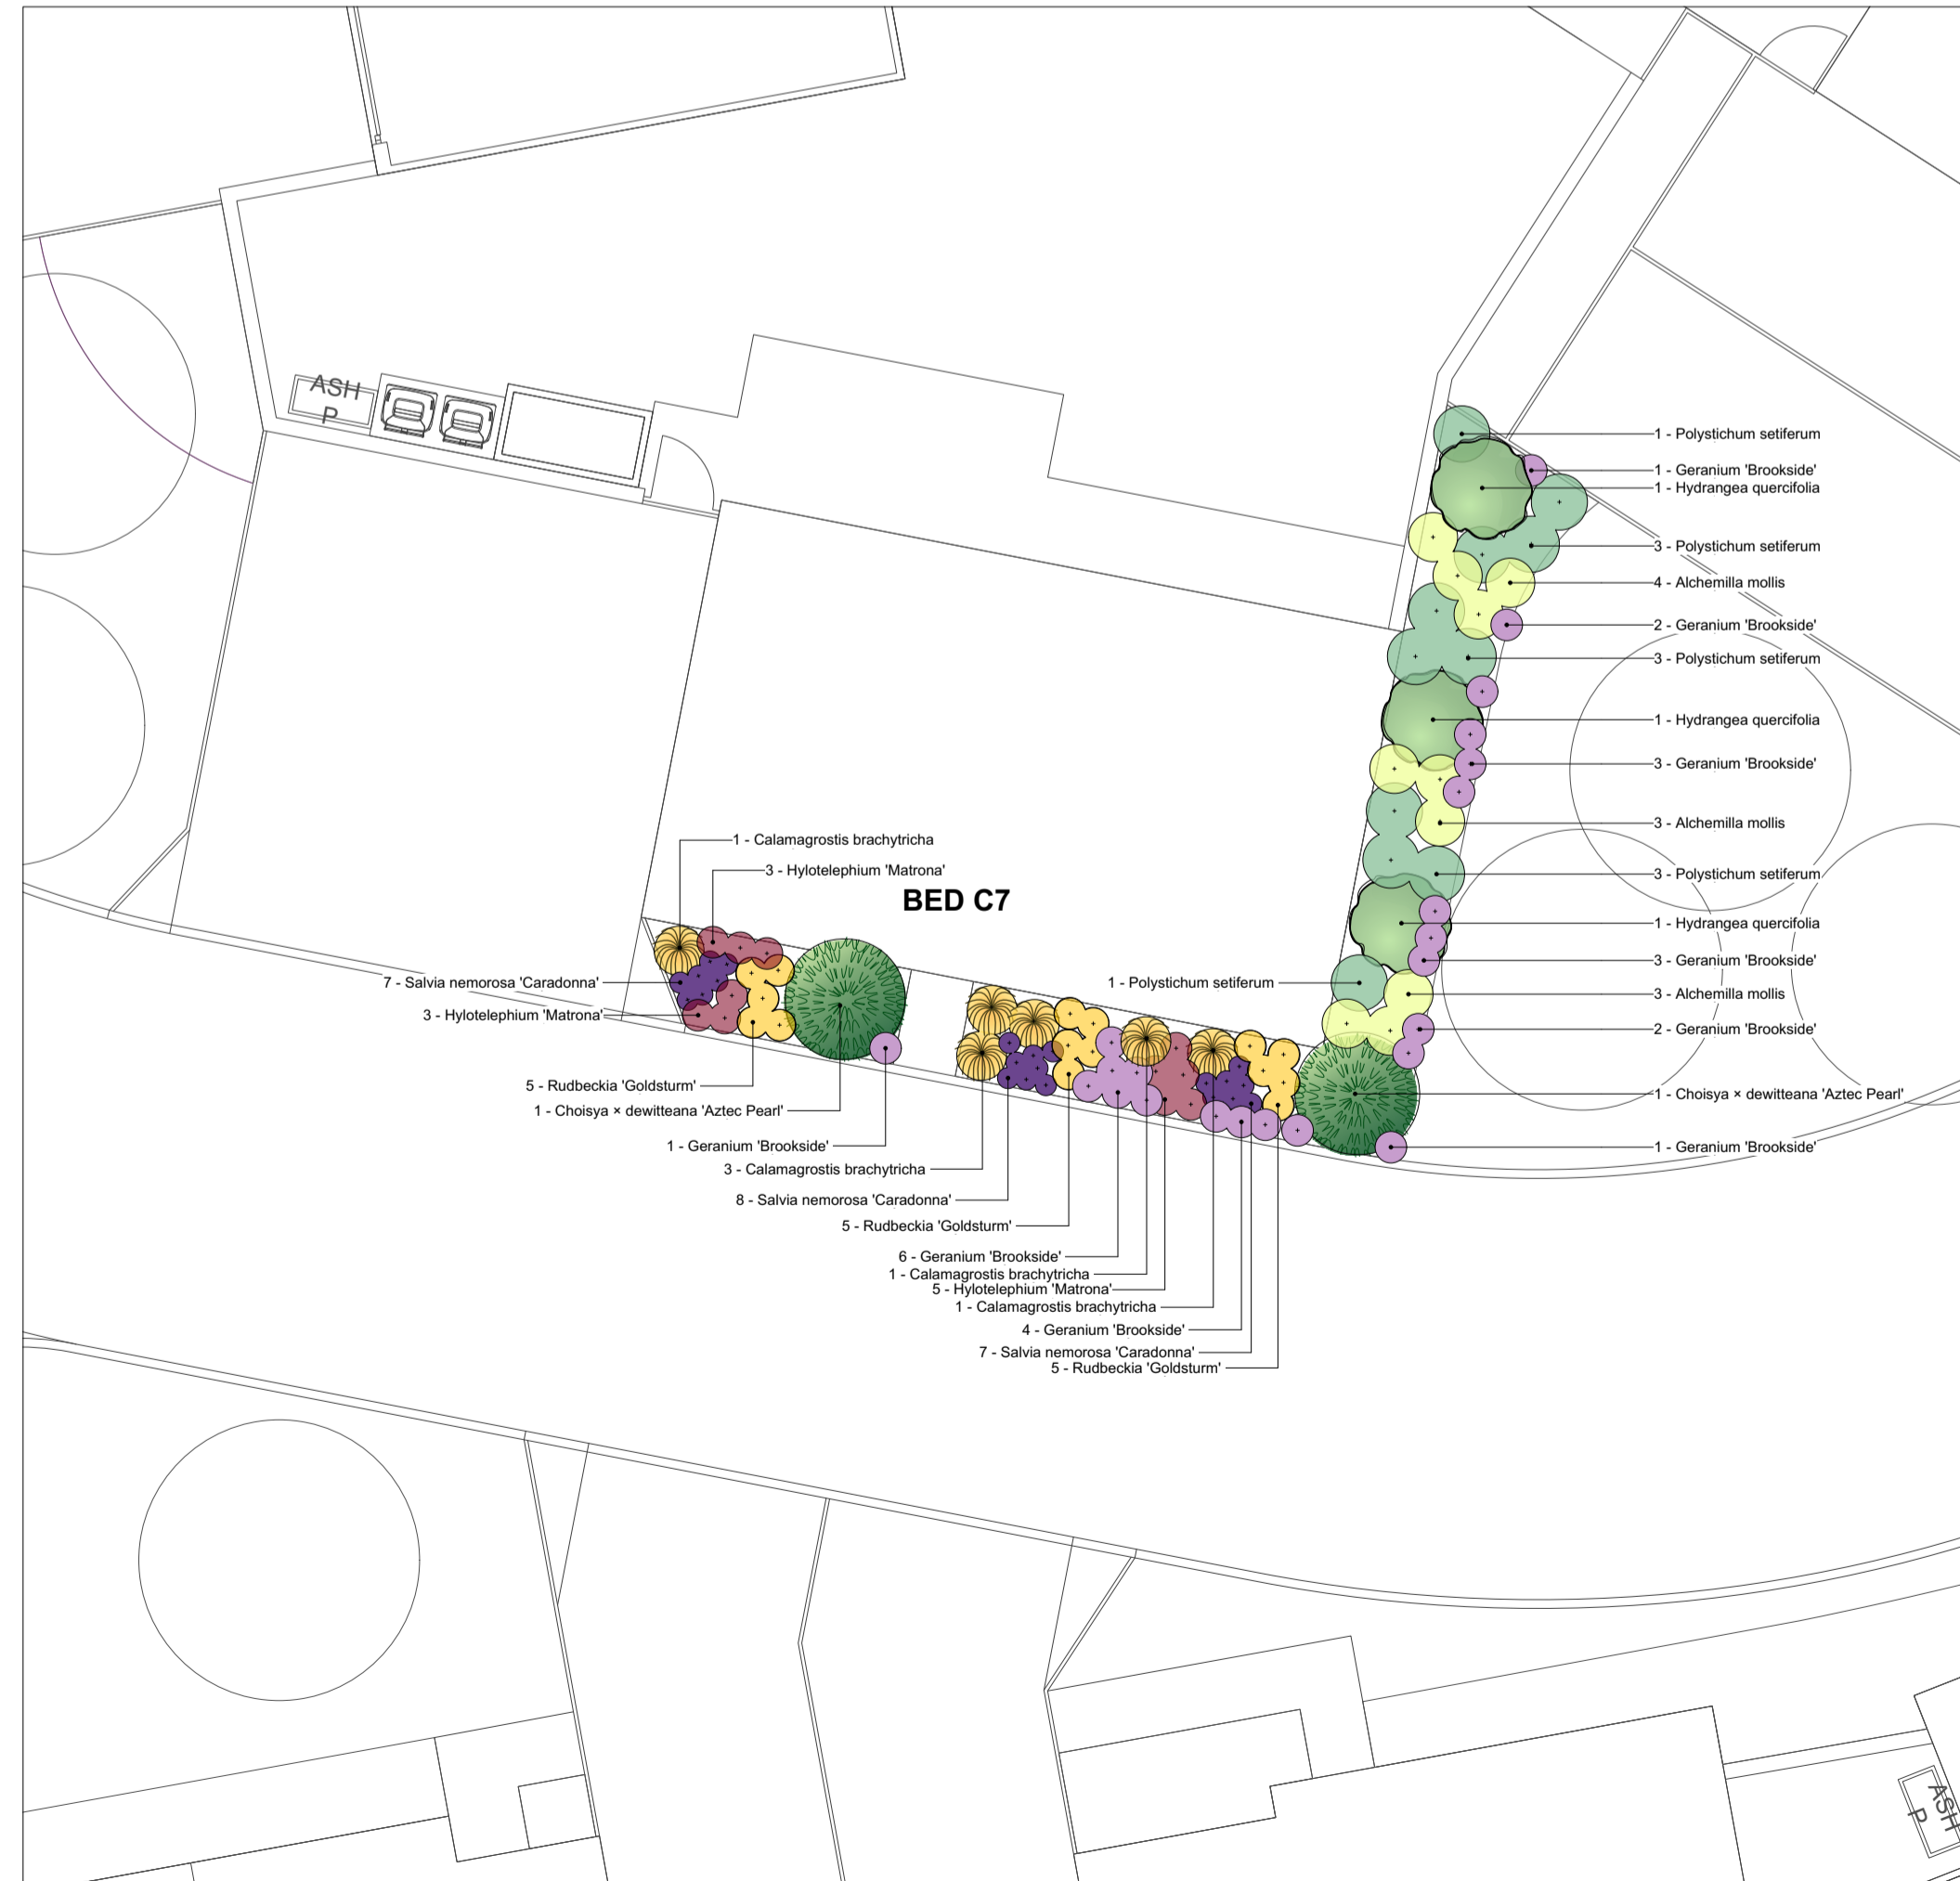 ASH
P
1 - Polystichum setiferum
1 - Geranium 'Brookside'
1 - Hydrangea quercifolia
3 - Polystichum setiferum
4 - Alchemilla mollis
2 - Geranium 'Brookside'
3 - Polystichum setiferum
1 - Hydrangea quercifolia
3 - Geranium 'Brookside'
3 - Alchemilla mollis
3 - Polystichum setiferum
1 - Hydrangea quercifolia
3 - Geranium 'Brookside'
3 - Alchemilla mollis
2 - Geranium 'Brookside'
1 - Choisya × dewitteana 'Aztec Pearl'
1 - Geranium 'Brookside'
1 - Polystichum setiferum
1 - Calamagrostis brachytricha
3 - Hylotelephium 'Matrona'
BED C7
7 - Salvia nemorosa 'Caradonna'
3 - Hylotelephium 'Matrona'
5 - Rudbeckia 'Goldsturm'
1 - Choisya × dewitteana 'Aztec Pearl'
1 - Geranium 'Brookside'
3 - Calamagrostis brachytricha
8 - Salvia nemorosa 'Caradonna'
5 - Rudbeckia 'Goldsturm'
6 - Geranium 'Brookside'
1 - Calamagrostis brachytricha
5 - Hylotelephium 'Matrona'
1 - Calamagrostis brachytricha
4 - Geranium 'Brookside'
7 - Salvia nemorosa 'Caradonna'
5 - Rudbeckia 'Goldsturm'
ASH
P